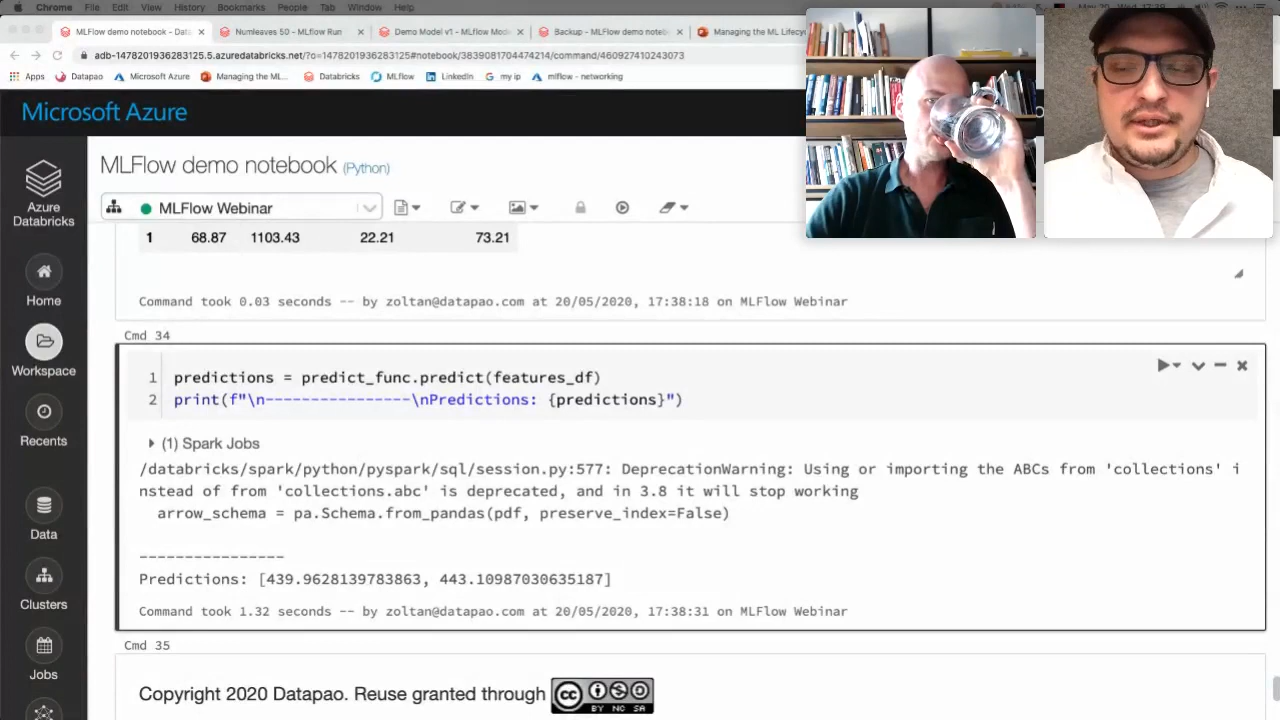 Chrome File Edit View History Bookmarks People Tab Window Help
MLFlow demo notebook - Datab Numleaves 50 - MLflow Run Demo Model v1 - MLflow Mode Backup - MLFlow demo noteb Managing the ML Lifecy
adb-1478201936283125.5.azuredatabricks.net/?o=1478201936283125#notebook/3839081704474214/command/460927410243073
Apps Datapao Microsoft Azure Managing the ML... Databricks MLflow LinkedIn my ip mlflow - networking
Microsoft Azure
MLFlow demo notebook (Python)
Azure
Databricks
MLFlow Webinar
1 68.87 1103.43 22.21 73.21
Home
Command took 0.03 seconds -- by zoltan@datapao.com at 20/05/2020, 17:38:18 on MLFlow Webinar
Cmd 34
Workspace
1 predictions = predict_func.predict(features_df)
2 print(f"\n----------------\nPredictions: {predictions}")
Recents
(1) Spark Jobs
/databricks/spark/python/pyspark/sql/session.py:577: DeprecationWarning: Using or importing the ABCs from 'collections' i
nstead of from 'collections.abc' is deprecated, and in 3.8 it will stop working
arrow_schema = pa.Schema.from_pandas(pdf, preserve_index=False)
Data
----------------
Predictions: [439.9628139783863, 443.10987030635187]
Clusters
Command took 1.32 seconds -- by zoltan@datapao.com at 20/05/2020, 17:38:31 on MLFlow Webinar
Cmd 35
Jobs
Copyright 2020 Datapao. Reuse granted through
cc
BY NC SA